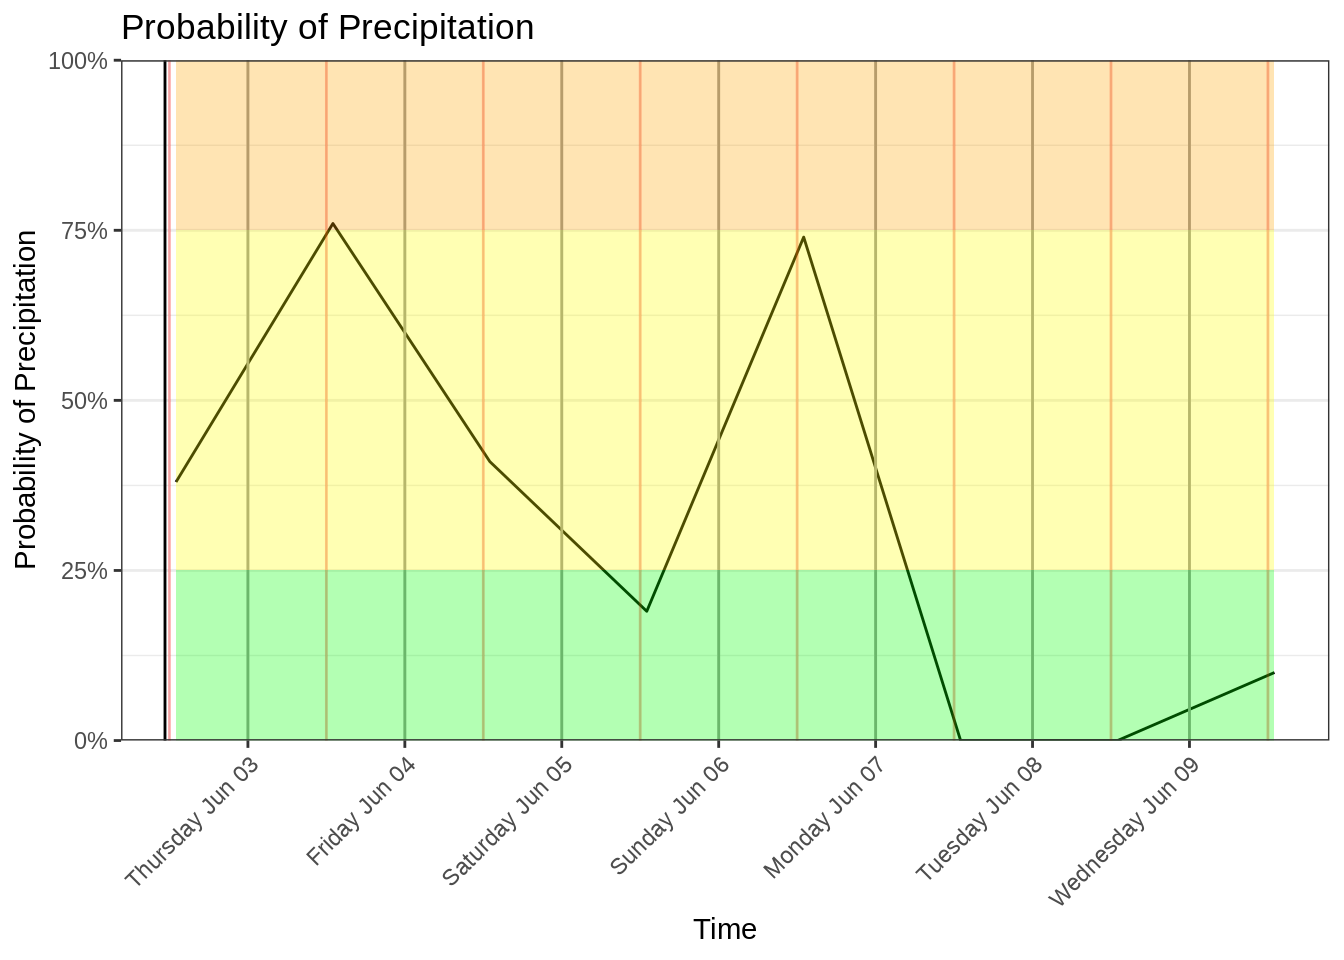 Probability of Precipitation
Probability of Precipitation
100%
75%
50%
25%
0%
Thursday Jun 03
Friday Jun 04
Saturday Jun 05
Sunday Jun 06
Monday Jun 07
Tuesday Jun 08
Wednesday Jun 09
Time